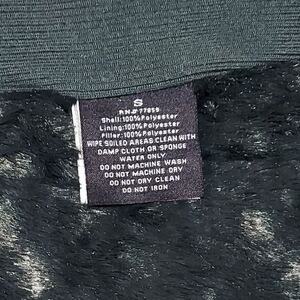 S
RN# 77059
Shell:100%Polyester
Lining:100%Polyester
Filler:100%Polyester
WIPE SOILED AREAS CLEAN WITH
DAMP CLOTH OR SPONGE
WATER ONLY
DO NOT MACHINE WASH
DO NOT MACHINE DRY
DO NOT DRY CLEAN
DO NOT IRON